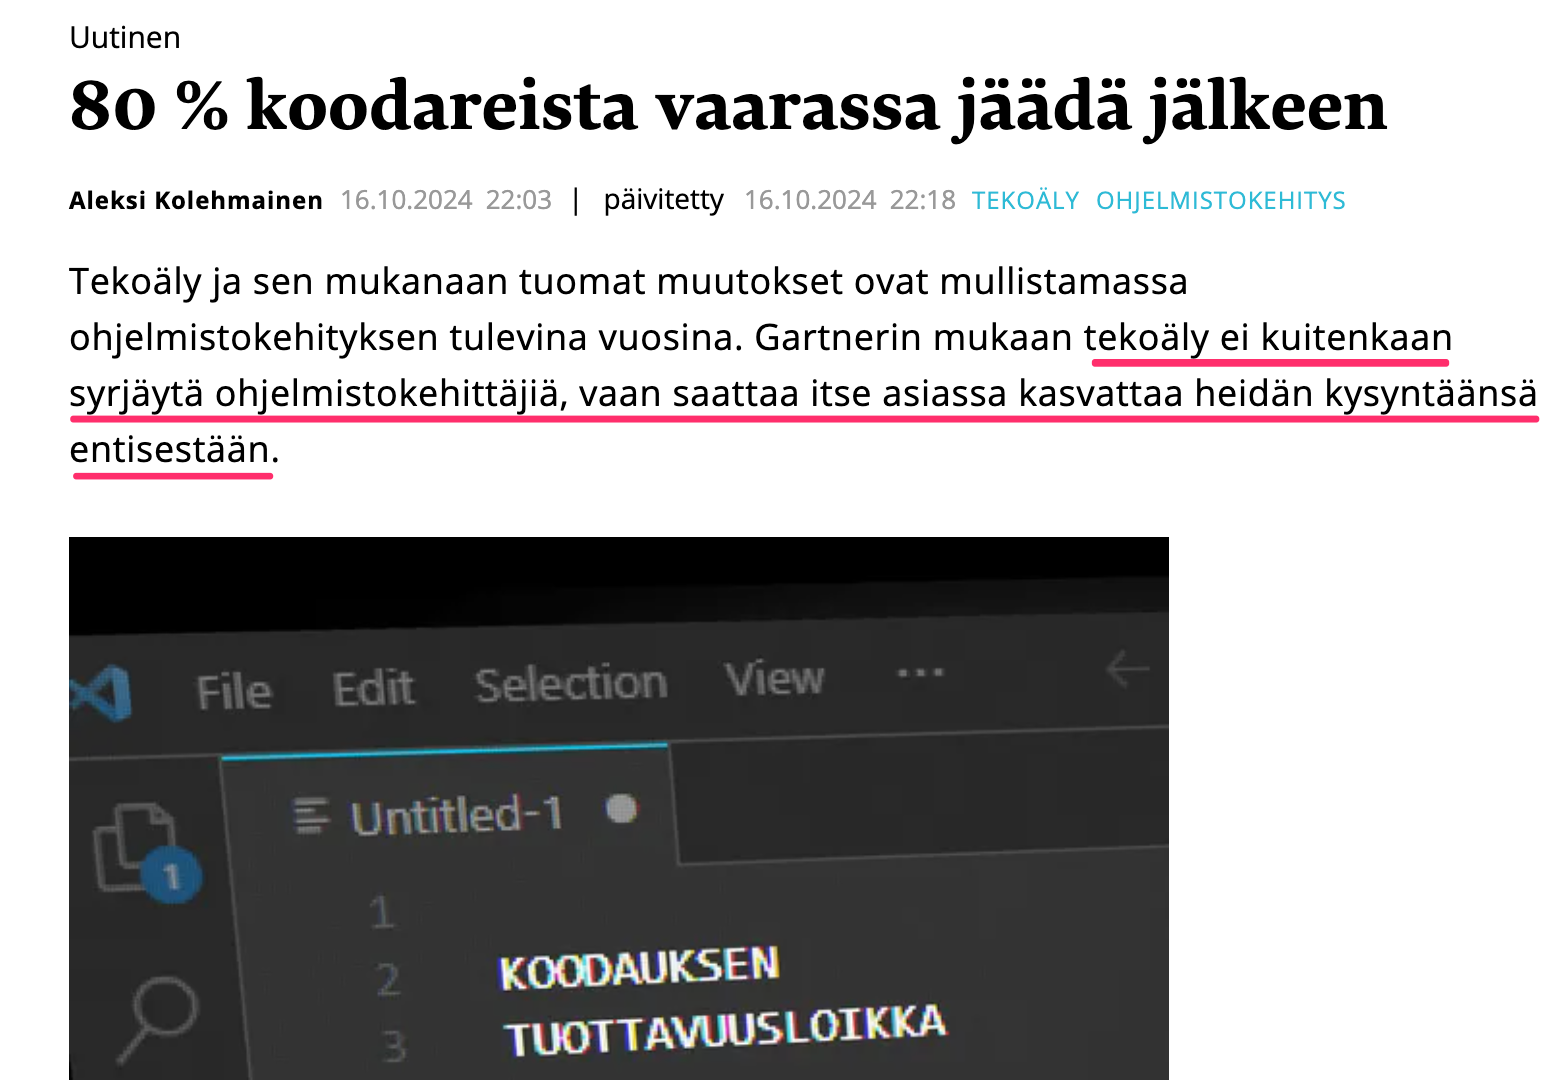 Uutinen
80 % koodareista vaarassa jäädä jälkeen
Aleksi Kolehmainen 16.10.2024 22:03 | päivitetty 16.10.2024 22:18 TEKOÄLY OHJELMISTOKEHITYS
Tekoäly ja sen mukanaan tuomat muutokset ovat mullistamassa
ohjelmistokehityksen tulevina vuosina. Gartnerin mukaan tekoäly ei kuitenkaan
syrjäytä ohjelmistokehittäjiä, vaan saattaa itse asiassa kasvattaa heidän kysyntäänsä
entisestään.
File Edit Selection View ...
Untitled-1
1
1
2 KOODAUKSEN
3 TUOTTAVUUSLOIKKA